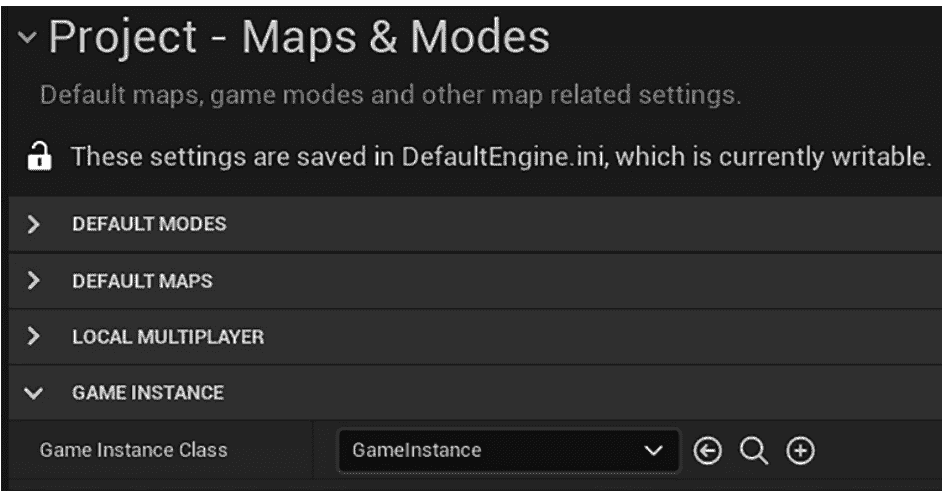 Project - Maps & Modes
Default maps, game modes and other map related settings.
These settings are saved in DefaultEngine.ini, which is currently writable.
DEFAULT MODES
DEFAULT MAPS
LOCAL MULTIPLAYER
GAME INSTANCE
Game Instance Class GameInstance